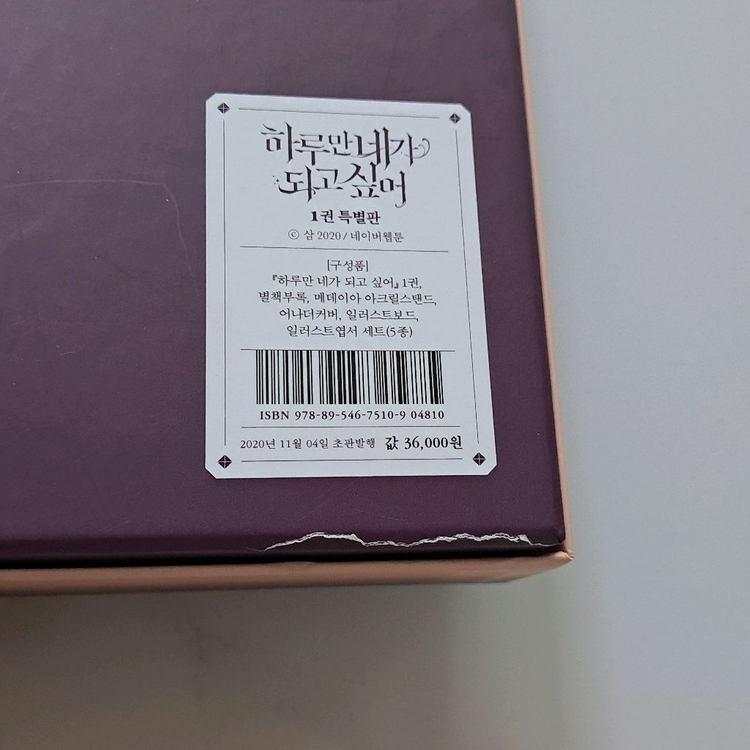 하루만 네가
되고 싶어
1권 특별판
ⓒ 삼 2020 / 네이버웹툰
[구성품]
『하루만 네가 되고 싶어』 1권,
별책부록, 메데이아 아크릴스탠드,
어나더커버, 일러스트보드,
일러스트엽서 세트(5종)
ISBN 978-89-546-7510-9 04810
2020년 11월 04일 초판발행 값 36,000원